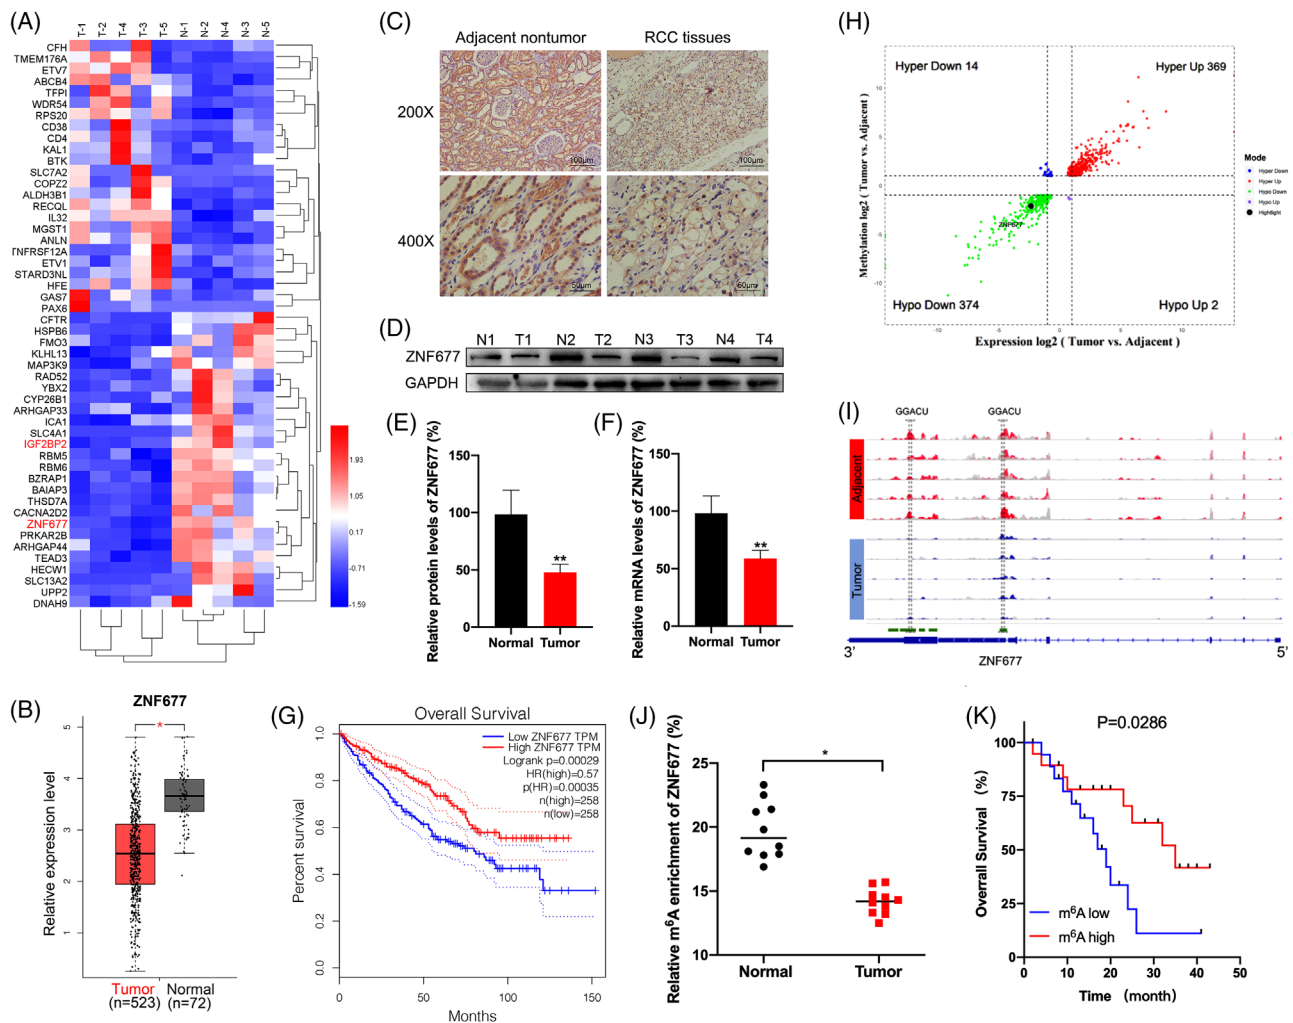 (A)
T-1
T-2
T-4
T-3
T-5
N-1
N-2
N-4
N-3
N-5
CFH
TMEM176A
ETV7
ABCB4
TFPI
WDR54
RPS20
CD38
CD4
KAL1
BTK
SLC7A2
COPZ2
ALDH3B1
RECQL
IL32
MGST1
ANLN
TNFRSF12A
ETV1
STARD3NL
HFE
GAS7
PAX6
CFTR
HSPB6
FMO3
KLHL13
MAP3K9
RAD52
YBX2
CYP26B1
ARHGAP33
ICA1
SLC4A1
IGF2BP2
RBM5
RBM6
BZRAP1
BAIAP3
THSD7A
CACNA2D2
ZNF677
PRKAR2B
ARHGAP44
TEAD3
HECW1
SLC13A2
UPP2
DNAH9
1.93
1.05
0.17
-0.71
-1.59
(C)
Adjacent nontumor
RCC tissues
200X
100μm
100μm
400X
50μm
60μm
(D)
N1 T1 N2 T2 N3 T3 N4 T4
ZNF677
GAPDH
(E)
Relative protein levels of ZNF677 (%)
150
100
50
0
**
Normal Tumor
(F)
Relative mRNA levels of ZNF677 (%)
150
100
50
0
**
Normal Tumor
(H)
Hyper Down 14
Hyper Up 369
Hypo Down 374
Hypo Up 2
ZNF677
Methylation log2 ( Tumor vs. Adjacent )
10
5
0
-5
-10
-10 -5 0 5 10
Expression log2 ( Tumor vs. Adjacent )
Mode
Hyper Down
Hyper Up
Hypo Down
Hypo Up
Hightlight
(I)
GGACU
GGACU
Adjacent
Tumor
3'
ZNF677
5'
(B)
ZNF677
*
Relative expression level
5
4
3
2
1
Tumor
(n=523)
Normal
(n=72)
(G)
Overall Survival
Low ZNF677 TPM
High ZNF677 TPM
Logrank p=0.00029
HR(high)=0.57
p(HR)=0.00035
n(high)=258
n(low)=258
Percent survival
1.0
0.8
0.6
0.4
0.2
0.0
0 50 100 150
Months
(J)
Relative m⁶A enrichment of ZNF677 (%)
25
20
15
10
*
Normal Tumor
(K)
P=0.0286
Overrall Survival (%)
100
75
50
25
0
m⁶A low
m⁶A high
0 10 20 30 40 50
Time (month)